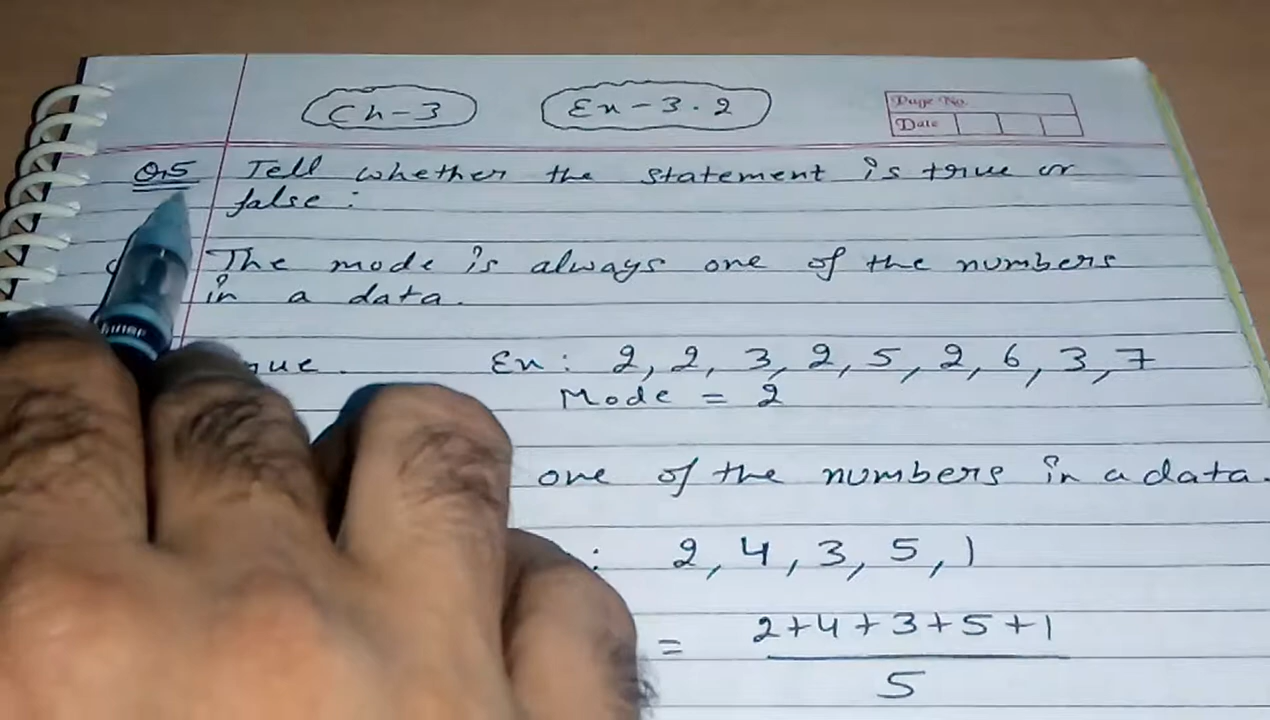 Ch-3 Ex-3.2
Page No.
Date
Q.5 Tell whether the statement is true or
false:
The mode is always one of the numbers
in a data.
Ex: 2, 2, 3, 2, 5, 2, 6, 3, 7
Mode = 2
one of the numbers in a data.
: 2, 4, 3, 5, 1
= 2+4+3+5+1
5